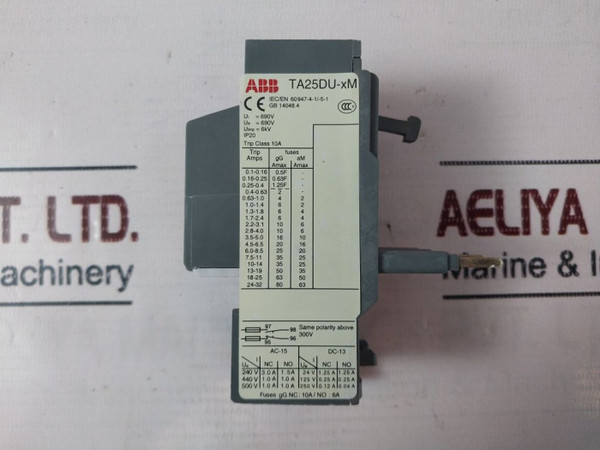 ABB TA25DU-xM
CE IEC/EN 60947-4-1/-5-1
GB 14048.4
CCC
Ui = 690V
Ue = 690V
Uimp = 6kV
IP20
Trip Class 10A
Trip Amps fuses
gG Amax aM Amax
0.1-0.16 0.5F -
0.16-0.25 0.63F -
0.25-0.4 1.25F -
0.4-0.63 2 -
0.63-1.0 4 2
1.0-1.4 6 2
1.3-1.8 6 4
1.7-2.4 6 4
2.2-3.1 10 6
2.8-4.0 10 6
3.5-5.0 16 10
4.5-6.5 20 16
6.0-8.5 25 20
7.5-11 35 25
10-14 35 25
13-19 50 35
18-25 63 50
24-32 80 63
97 98 Same polarity above
95 96 300V
AC-15 DC-13
Ue I NC NO Ue I NC NO
240 V 3.0 A 1.5A 24 V 1.25 A 1.25 A
440 V 1.0 A 1.0 A 125 V 0.25 A 0.25 A
500 V 1.0 A 1.0 A 250 V 0.12 A 0.04 A
Fuses gG NC: 10A / NO : 6A
T. LTD.
achinery
AELIYA
Marine & I